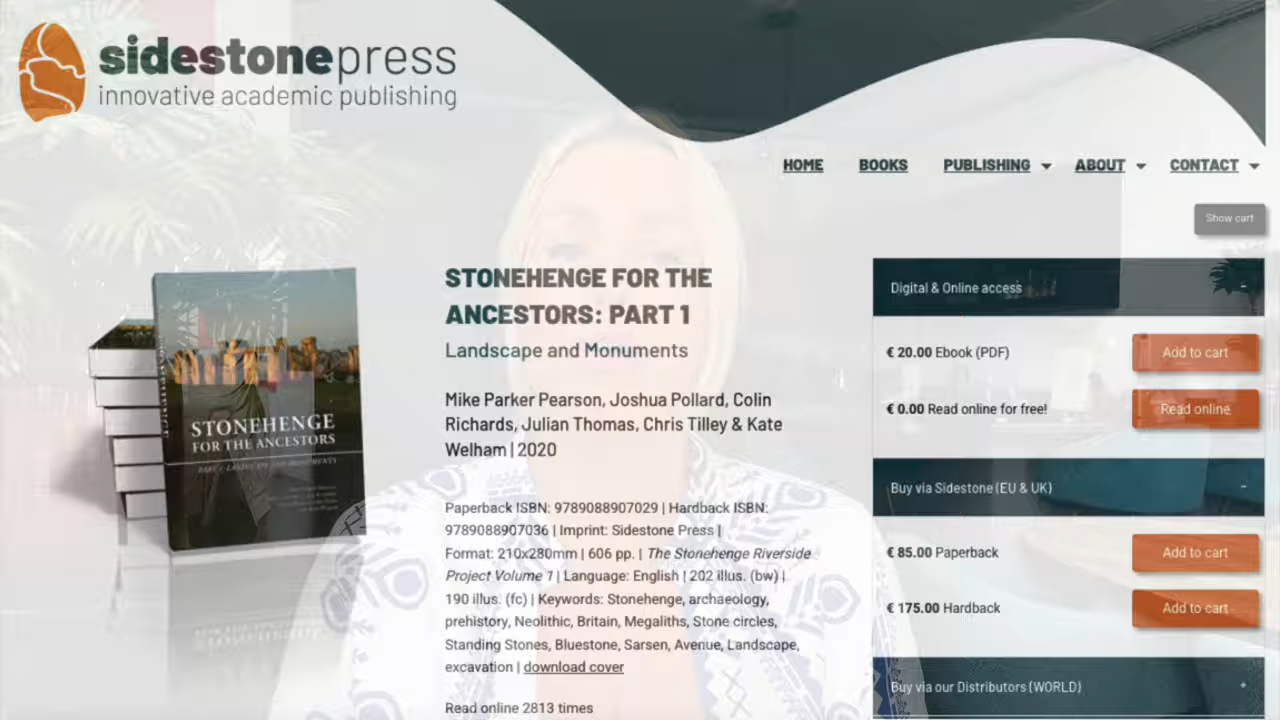 sidestonepress
innovative academic publishing
HOME
BOOKS
PUBLISHING
ABOUT
CONTACT
Show cart
STONEHENGE
FOR THE ANCESTORS
STONEHENGE FOR THE
ANCESTORS: PART 1
Landscape and Monuments
Mike Parker Pearson, Joshua Pollard, Colin
Richards, Julian Thomas, Chris Tilley & Kate
Welham | 2020
Paperback ISBN: 9789088907029 | Hardback ISBN:
9789088907036 | Imprint: Sidestone Press |
Format: 210x280mm | 606 pp. | The Stonehenge Riverside
Project Volume 1 | Language: English | 202 illus. (bw) |
190 illus. (fc) | Keywords: Stonehenge, archaeology,
prehistory, Neolithic, Britain, Megaliths, Stone circles,
Standing Stones, Bluestone, Sarsen, Avenue, Landscape,
excavation | download cover
Read online 2813 times
Digital & Online access -
€ 20.00 Ebook (PDF)
Add to cart
€ 0.00 Read online for free!
Read online
Buy via Sidestone (EU & UK) -
€ 85.00 Paperback
Add to cart
€ 175.00 Hardback
Add to cart
Buy via our Distributors (WORLD) +